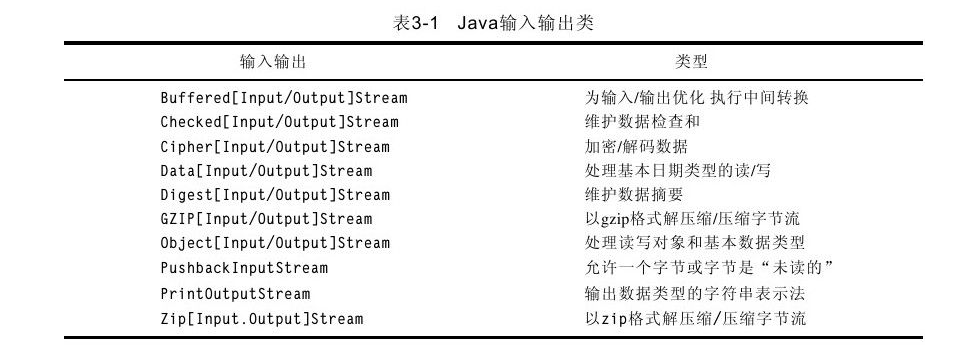 表3-1 Java输入输出类
输入输出 类型
Buffered[Input/Output]Stream 为输入/输出优化 执行中间转换
Checked[Input/Output]Stream 维护数据检查和
Cipher[Input/Output]Stream 加密/解码数据
Data[Input/Output]Stream 处理基本日期类型的读/写
Digest[Input/Output]Stream 维护数据摘要
GZIP[Input/Output]Stream 以gzip格式解压缩/压缩字节流
Object[Input/Output]Stream 处理读写对象和基本数据类型
PushbackInputStream 允许一个字节或字节是“未读的”
PrintOutputStream 输出数据类型的字符串表示法
Zip[Input.Output]Stream 以zip格式解压缩/压缩字节流